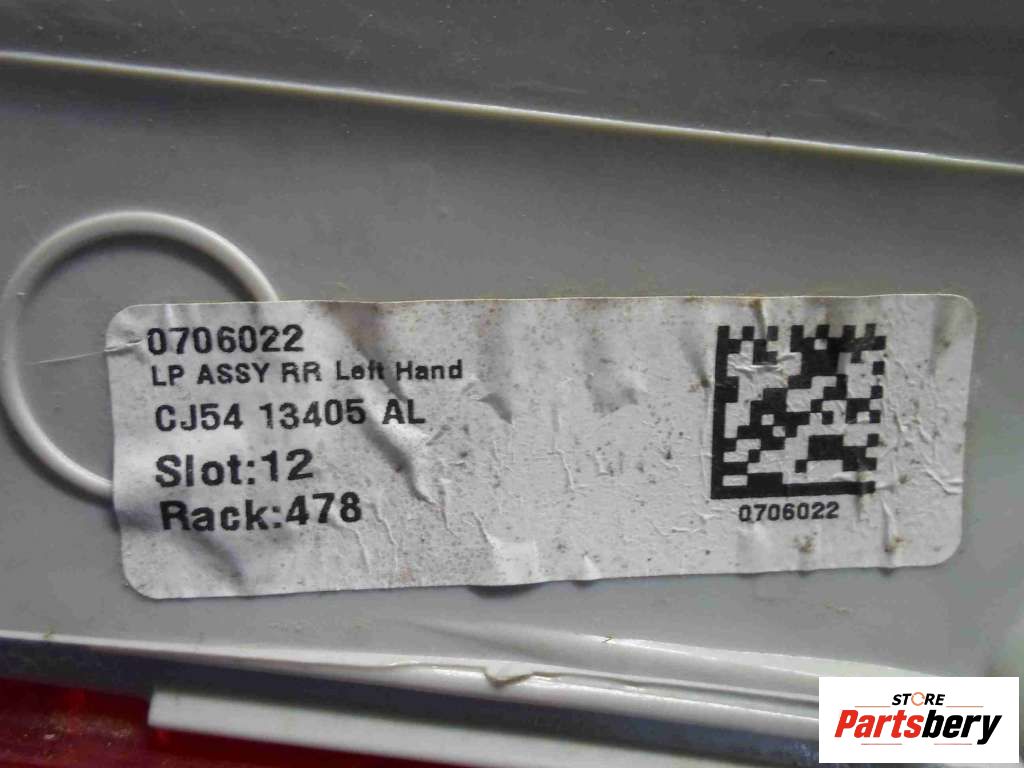 0706022
LP ASSY RR Left Hand
CJ54 13405 AL
Slot:12
Rack:478
0706022
STORE
Partsbery